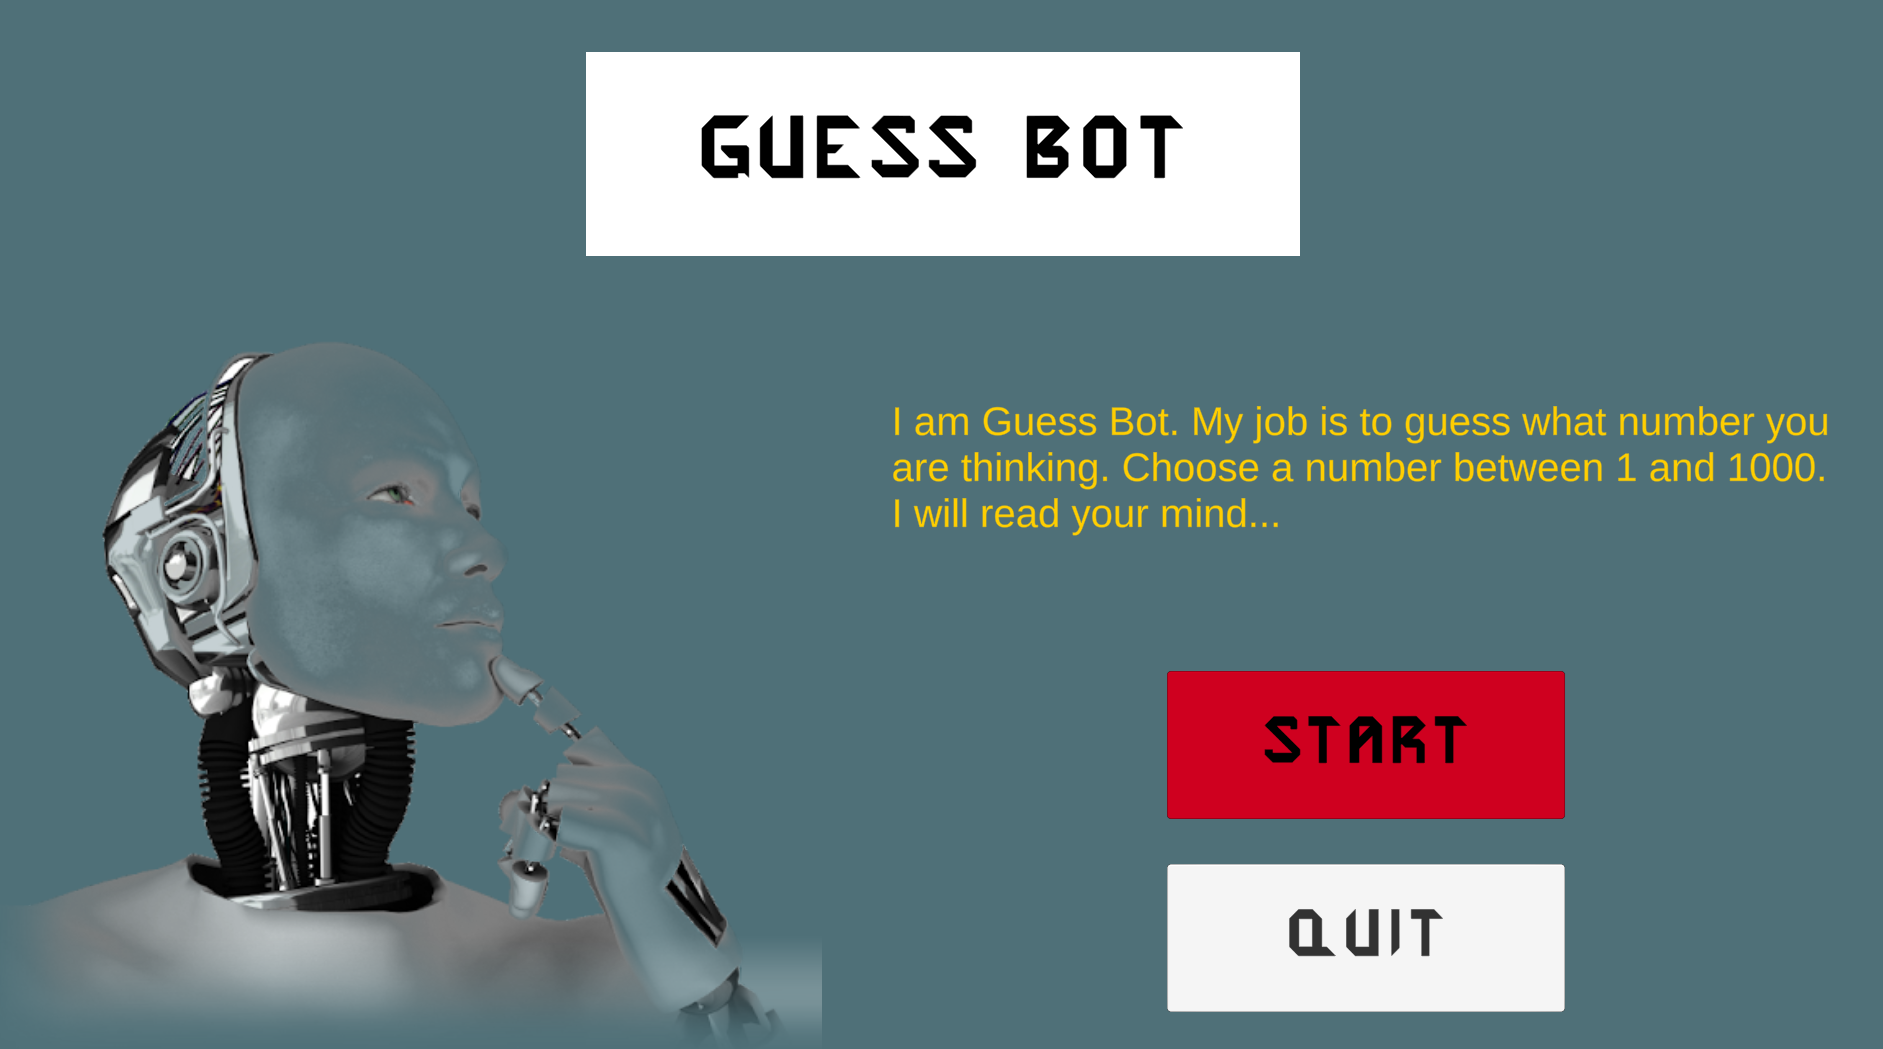 GUESS BOT
I am Guess Bot. My job is to guess what number you
are thinking. Choose a number between 1 and 1000.
I will read your mind...
START
QUIT